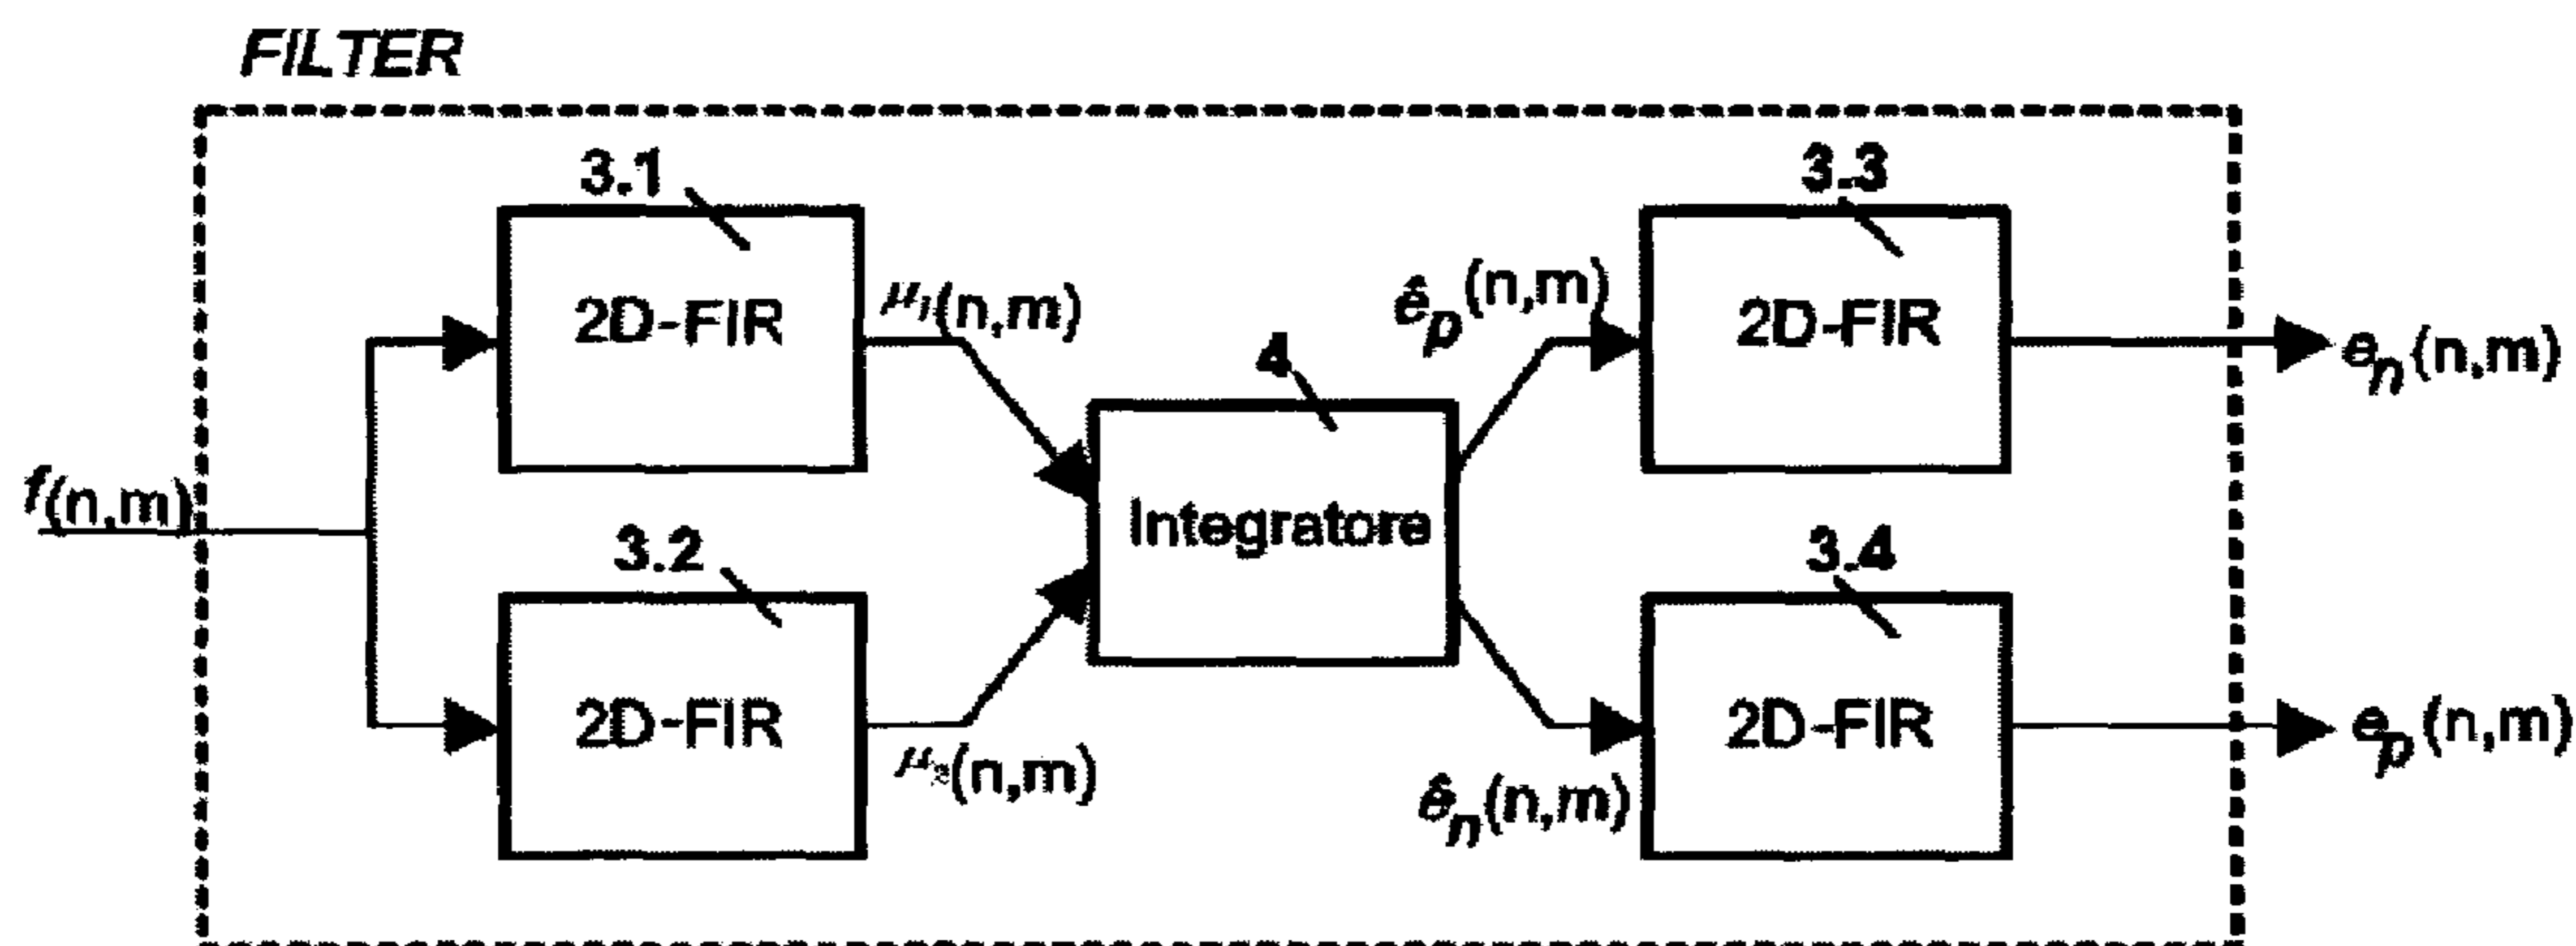 FILTER
3.1
2D-FIR
μ₁(n,m)
3.3
2D-FIR
ê_p(n,m)
e_n(n,m)
4
Integratore
f(n,m)
3.2
2D-FIR
μ₂(n,m)
3.4
2D-FIR
ê_n(n,m)
e_p(n,m)